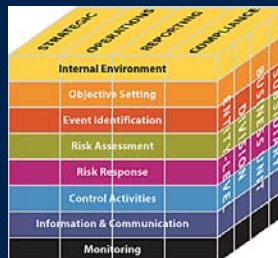 STRATEGIC
OPERATIONS
REPORTING
COMPLIANCE
Internal Environment
Objective Setting
Event Identification
Risk Assessment
Risk Response
Control Activities
Information & Communication
Monitoring
ENTITY-LEVEL
DIVISION
BUSINESS UNIT